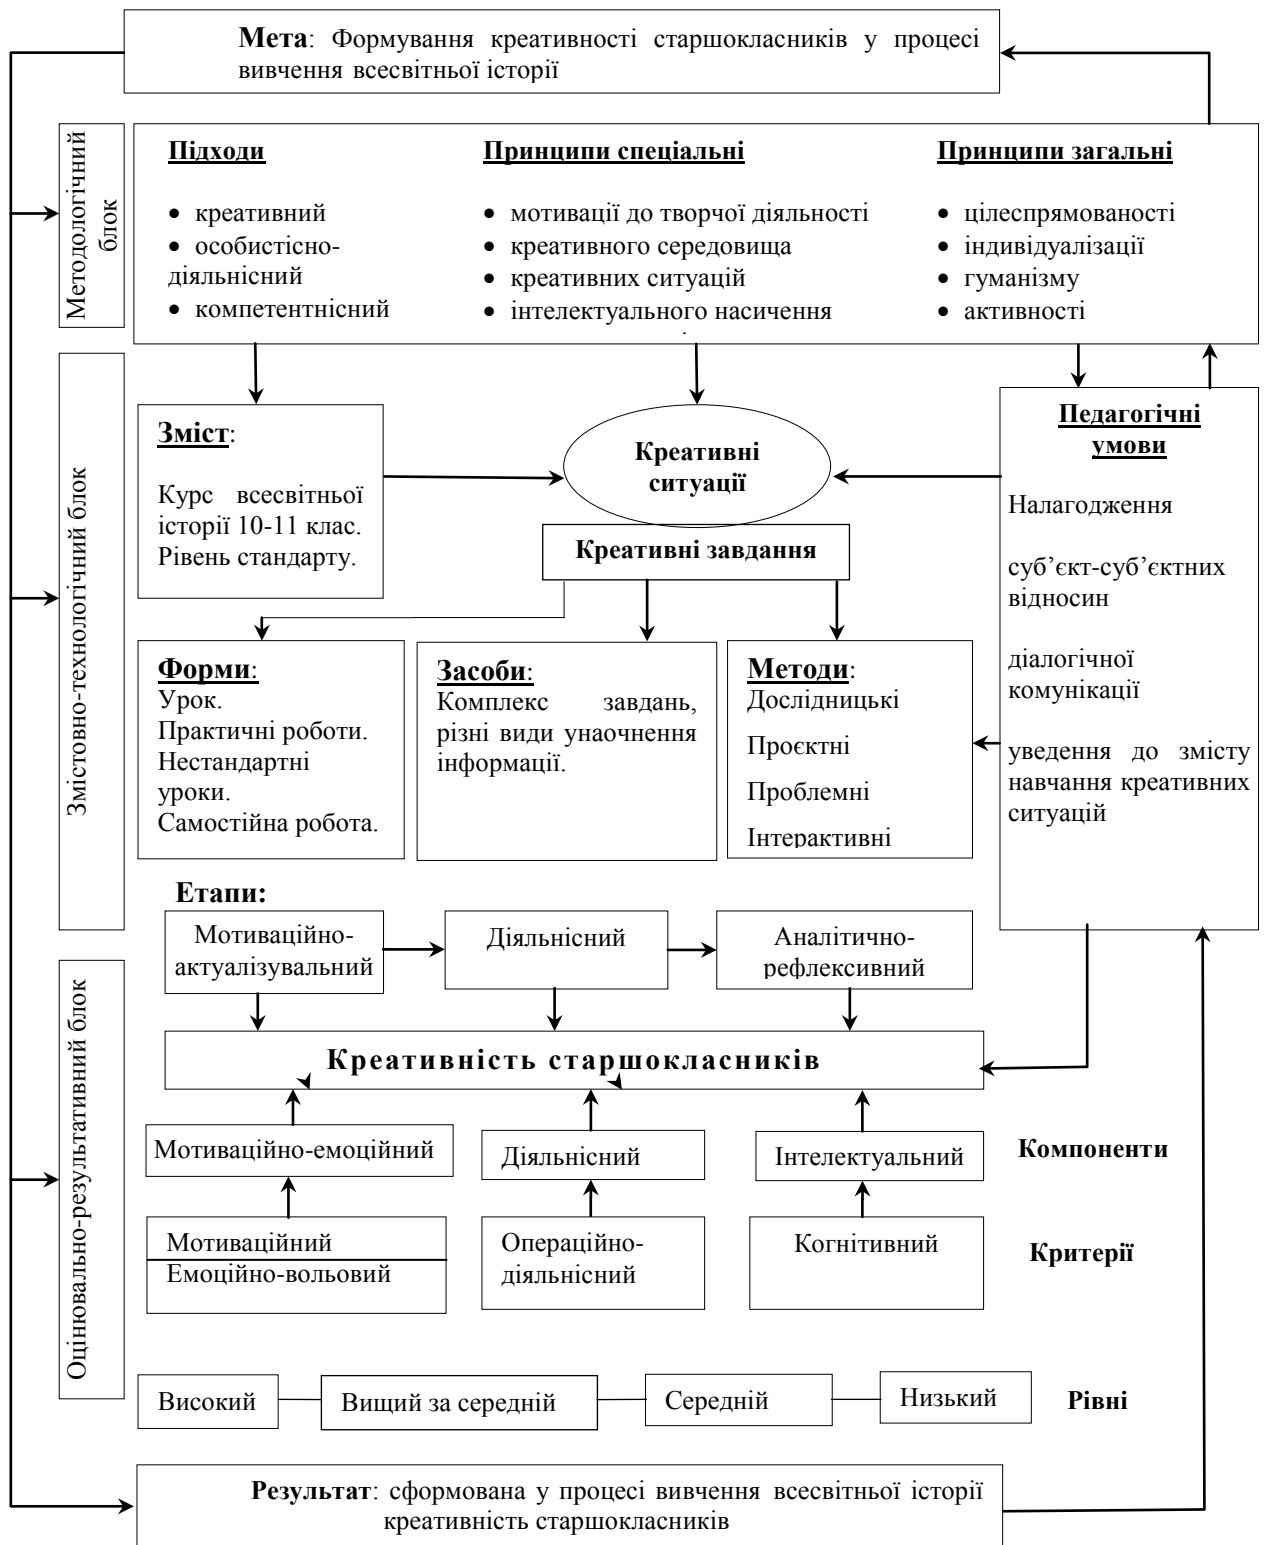 Мета: Формування креативності старшокласників у процесі
вивчення всесвітньої історії
Методологічний
блок
Підходи
• креативний
• особистісно-
діяльнісний
• компетентнісний
Принципи спеціальні
• мотивації до творчої діяльності
• креативного середовища
• креативних ситуацій
• інтелектуального насичення
Принципи загальні
• цілеспрямованості
• індивідуалізації
• гуманізму
• активності
Змістовно-технологічний блок
Зміст:
Курс всесвітньої
історії 10-11 клас.
Рівень стандарту.
Креативні
ситуації
Креативні завдання
Педагогічні
умови
Налагодження
суб’єкт-суб’єктних
відносин
діалогічної
комунікації
уведення до змісту
навчання креативних
ситуацій
Форми:
Урок.
Практичні роботи.
Нестандартні
уроки.
Самостійна робота.
Засоби:
Комплекс завдань,
різні види унаочнення
інформації.
Методи:
Дослідницькі
Проєктні
Проблемні
Інтерактивні
Етапи:
Мотиваційно-
актуалізувальний
Діяльнісний
Аналітично-
рефлексивний
Оцінювально-результативний блок
Креативність старшокласників
Мотиваційно-емоційний
Діяльнісний
Інтелектуальний
Компоненти
Мотиваційний
Емоційно-вольовий
Операційно-
діяльнісний
Когнітивний
Критерії
Високий
Вищий за середній
Середній
Низький
Рівні
Результат: сформована у процесі вивчення всесвітньої історії
креативність старшокласників